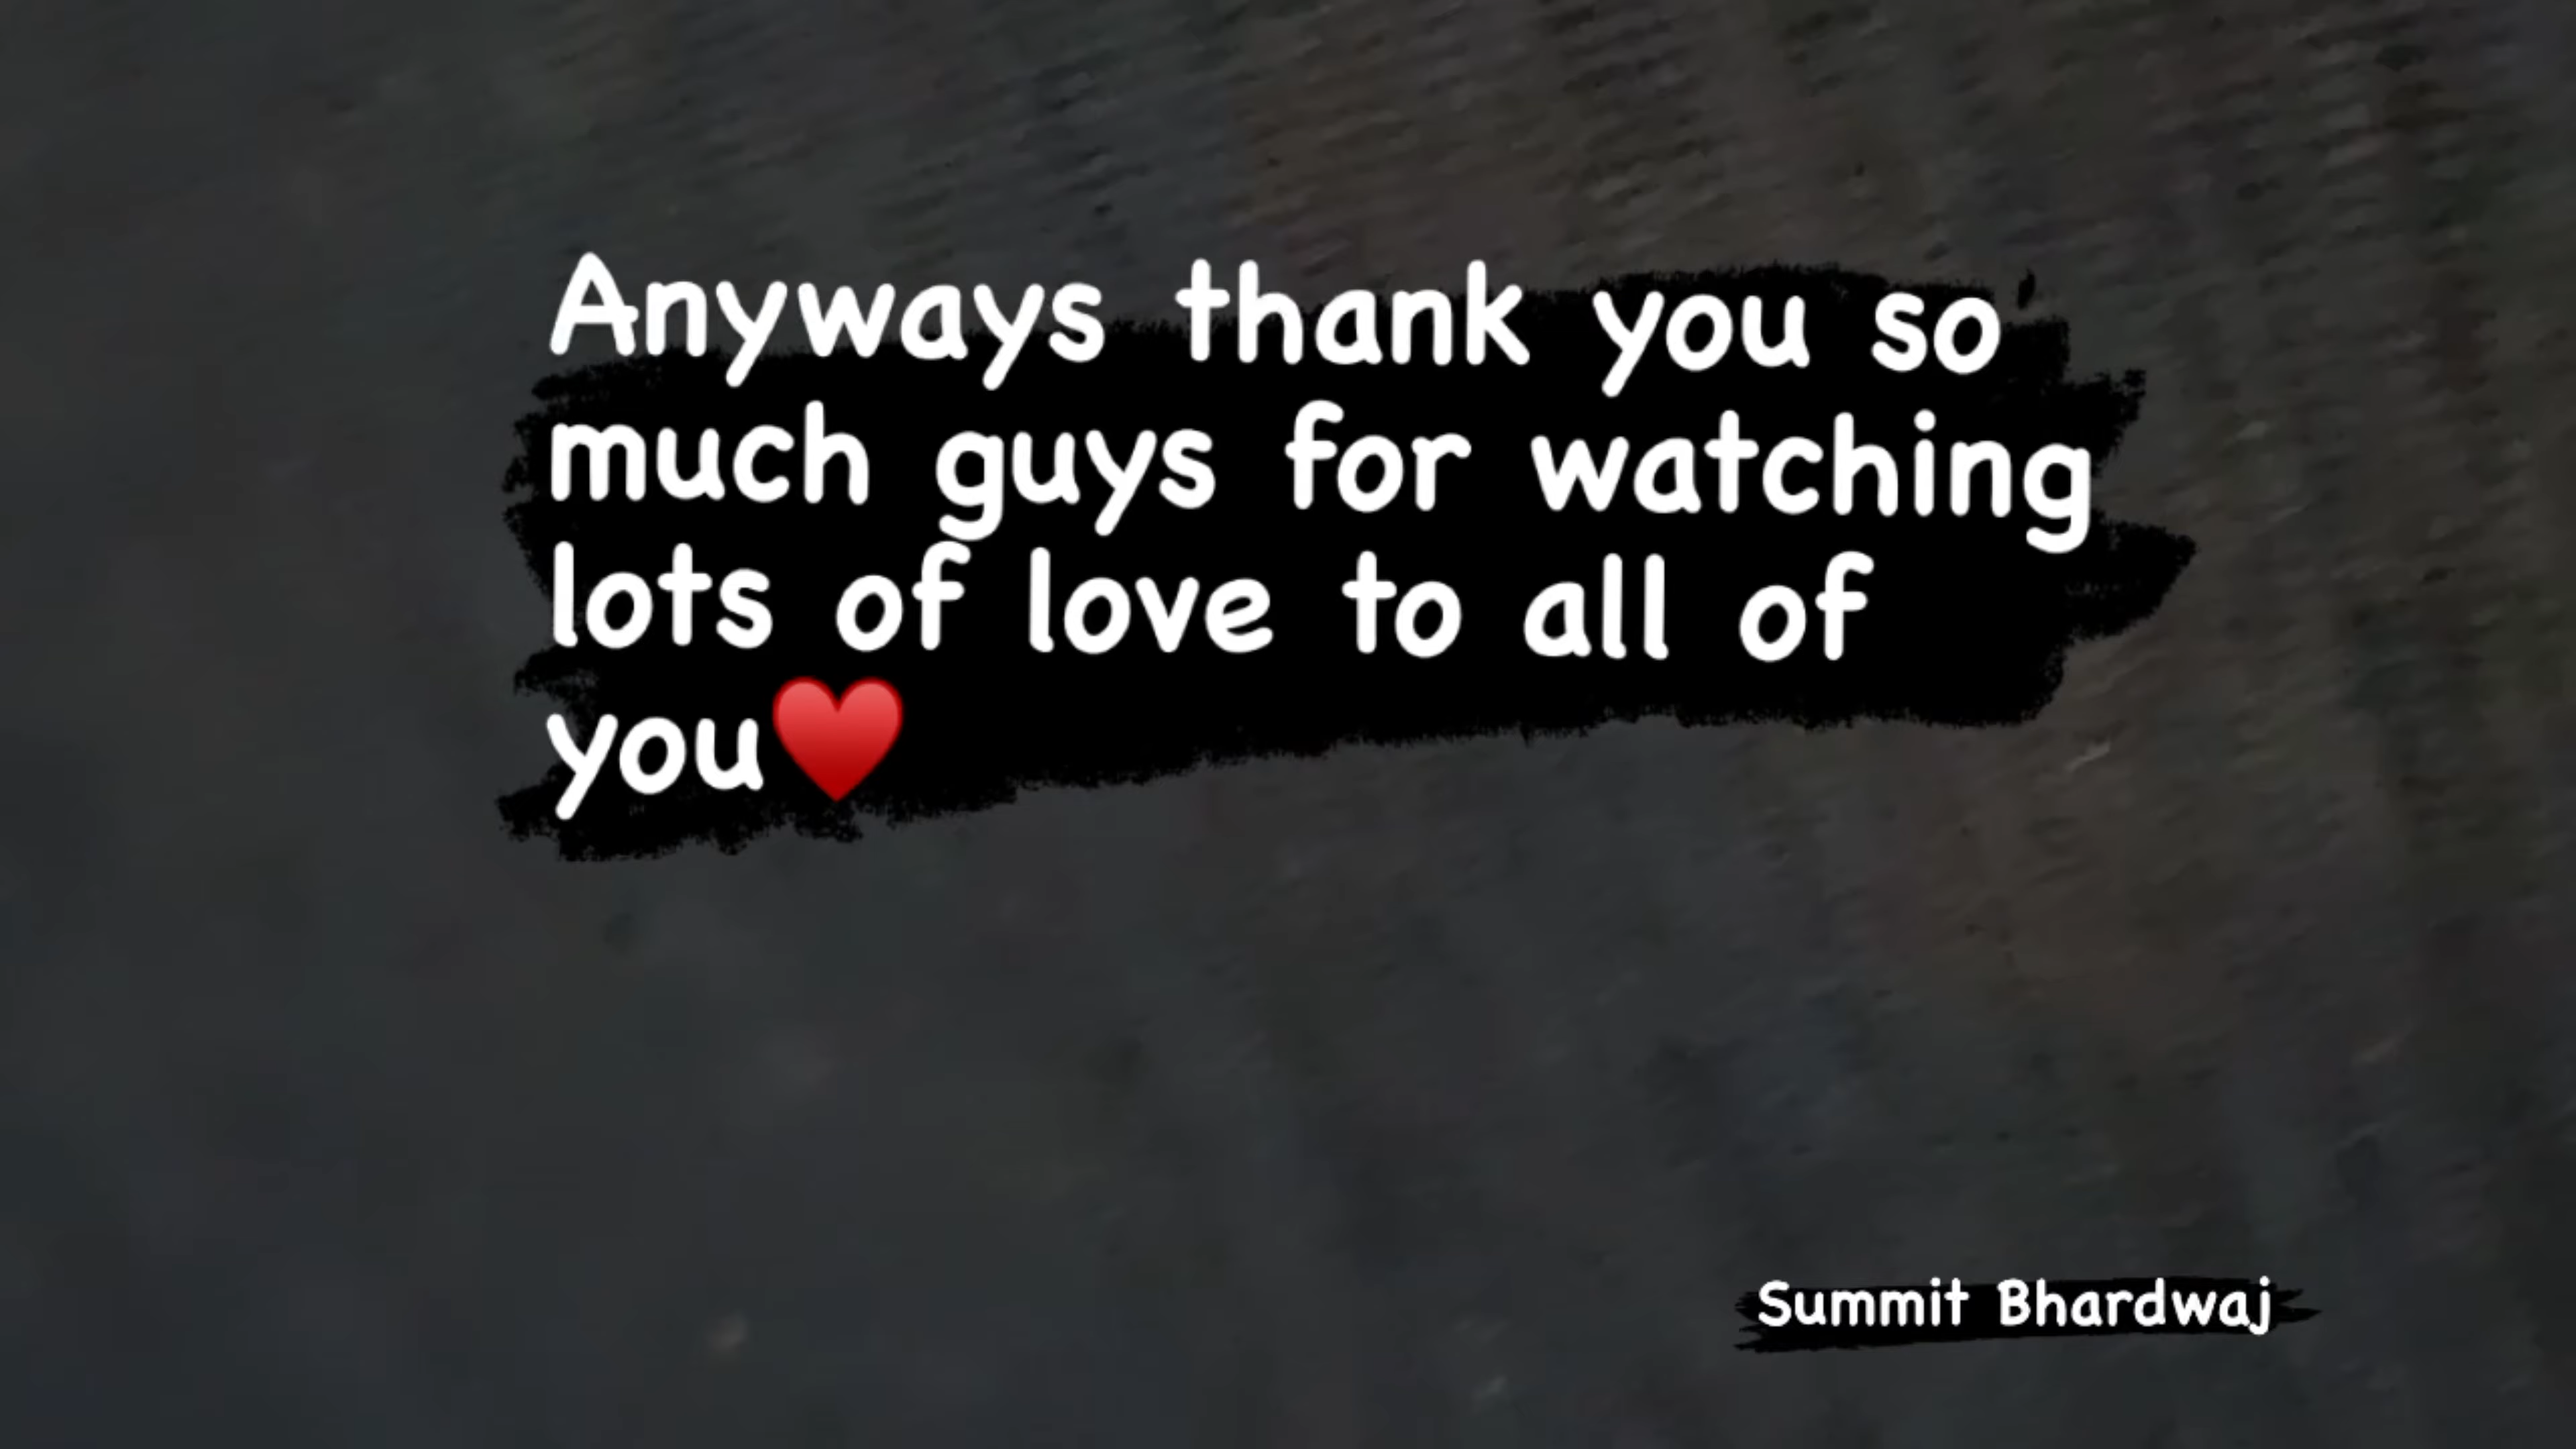 Anyways thank you so
much guys for watching
lots of love to all of
you♥️
Summit Bhardwaj